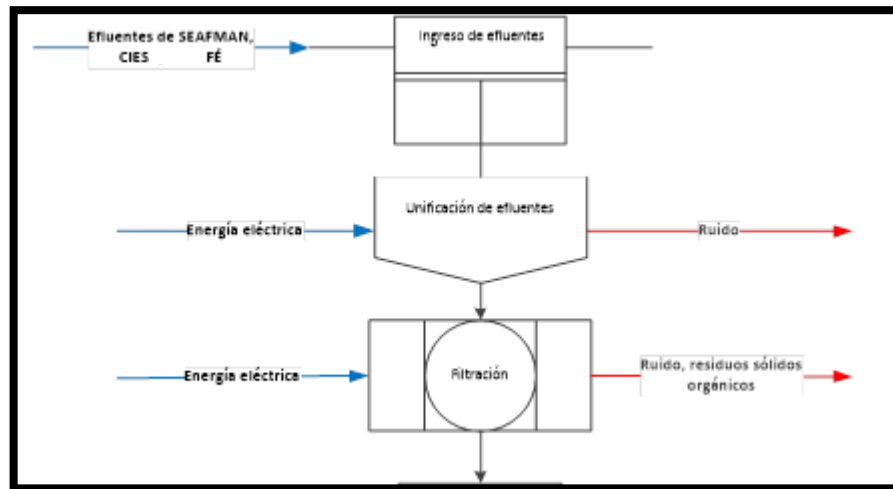 Efluentes de SEAFMAN,
CIES FÉ
Ingreso de efluentes
Unificación de efluentes
Energía eléctrica
Ruido
Energía eléctrica
Filtración
Ruido, residuos sólidos
orgánicos